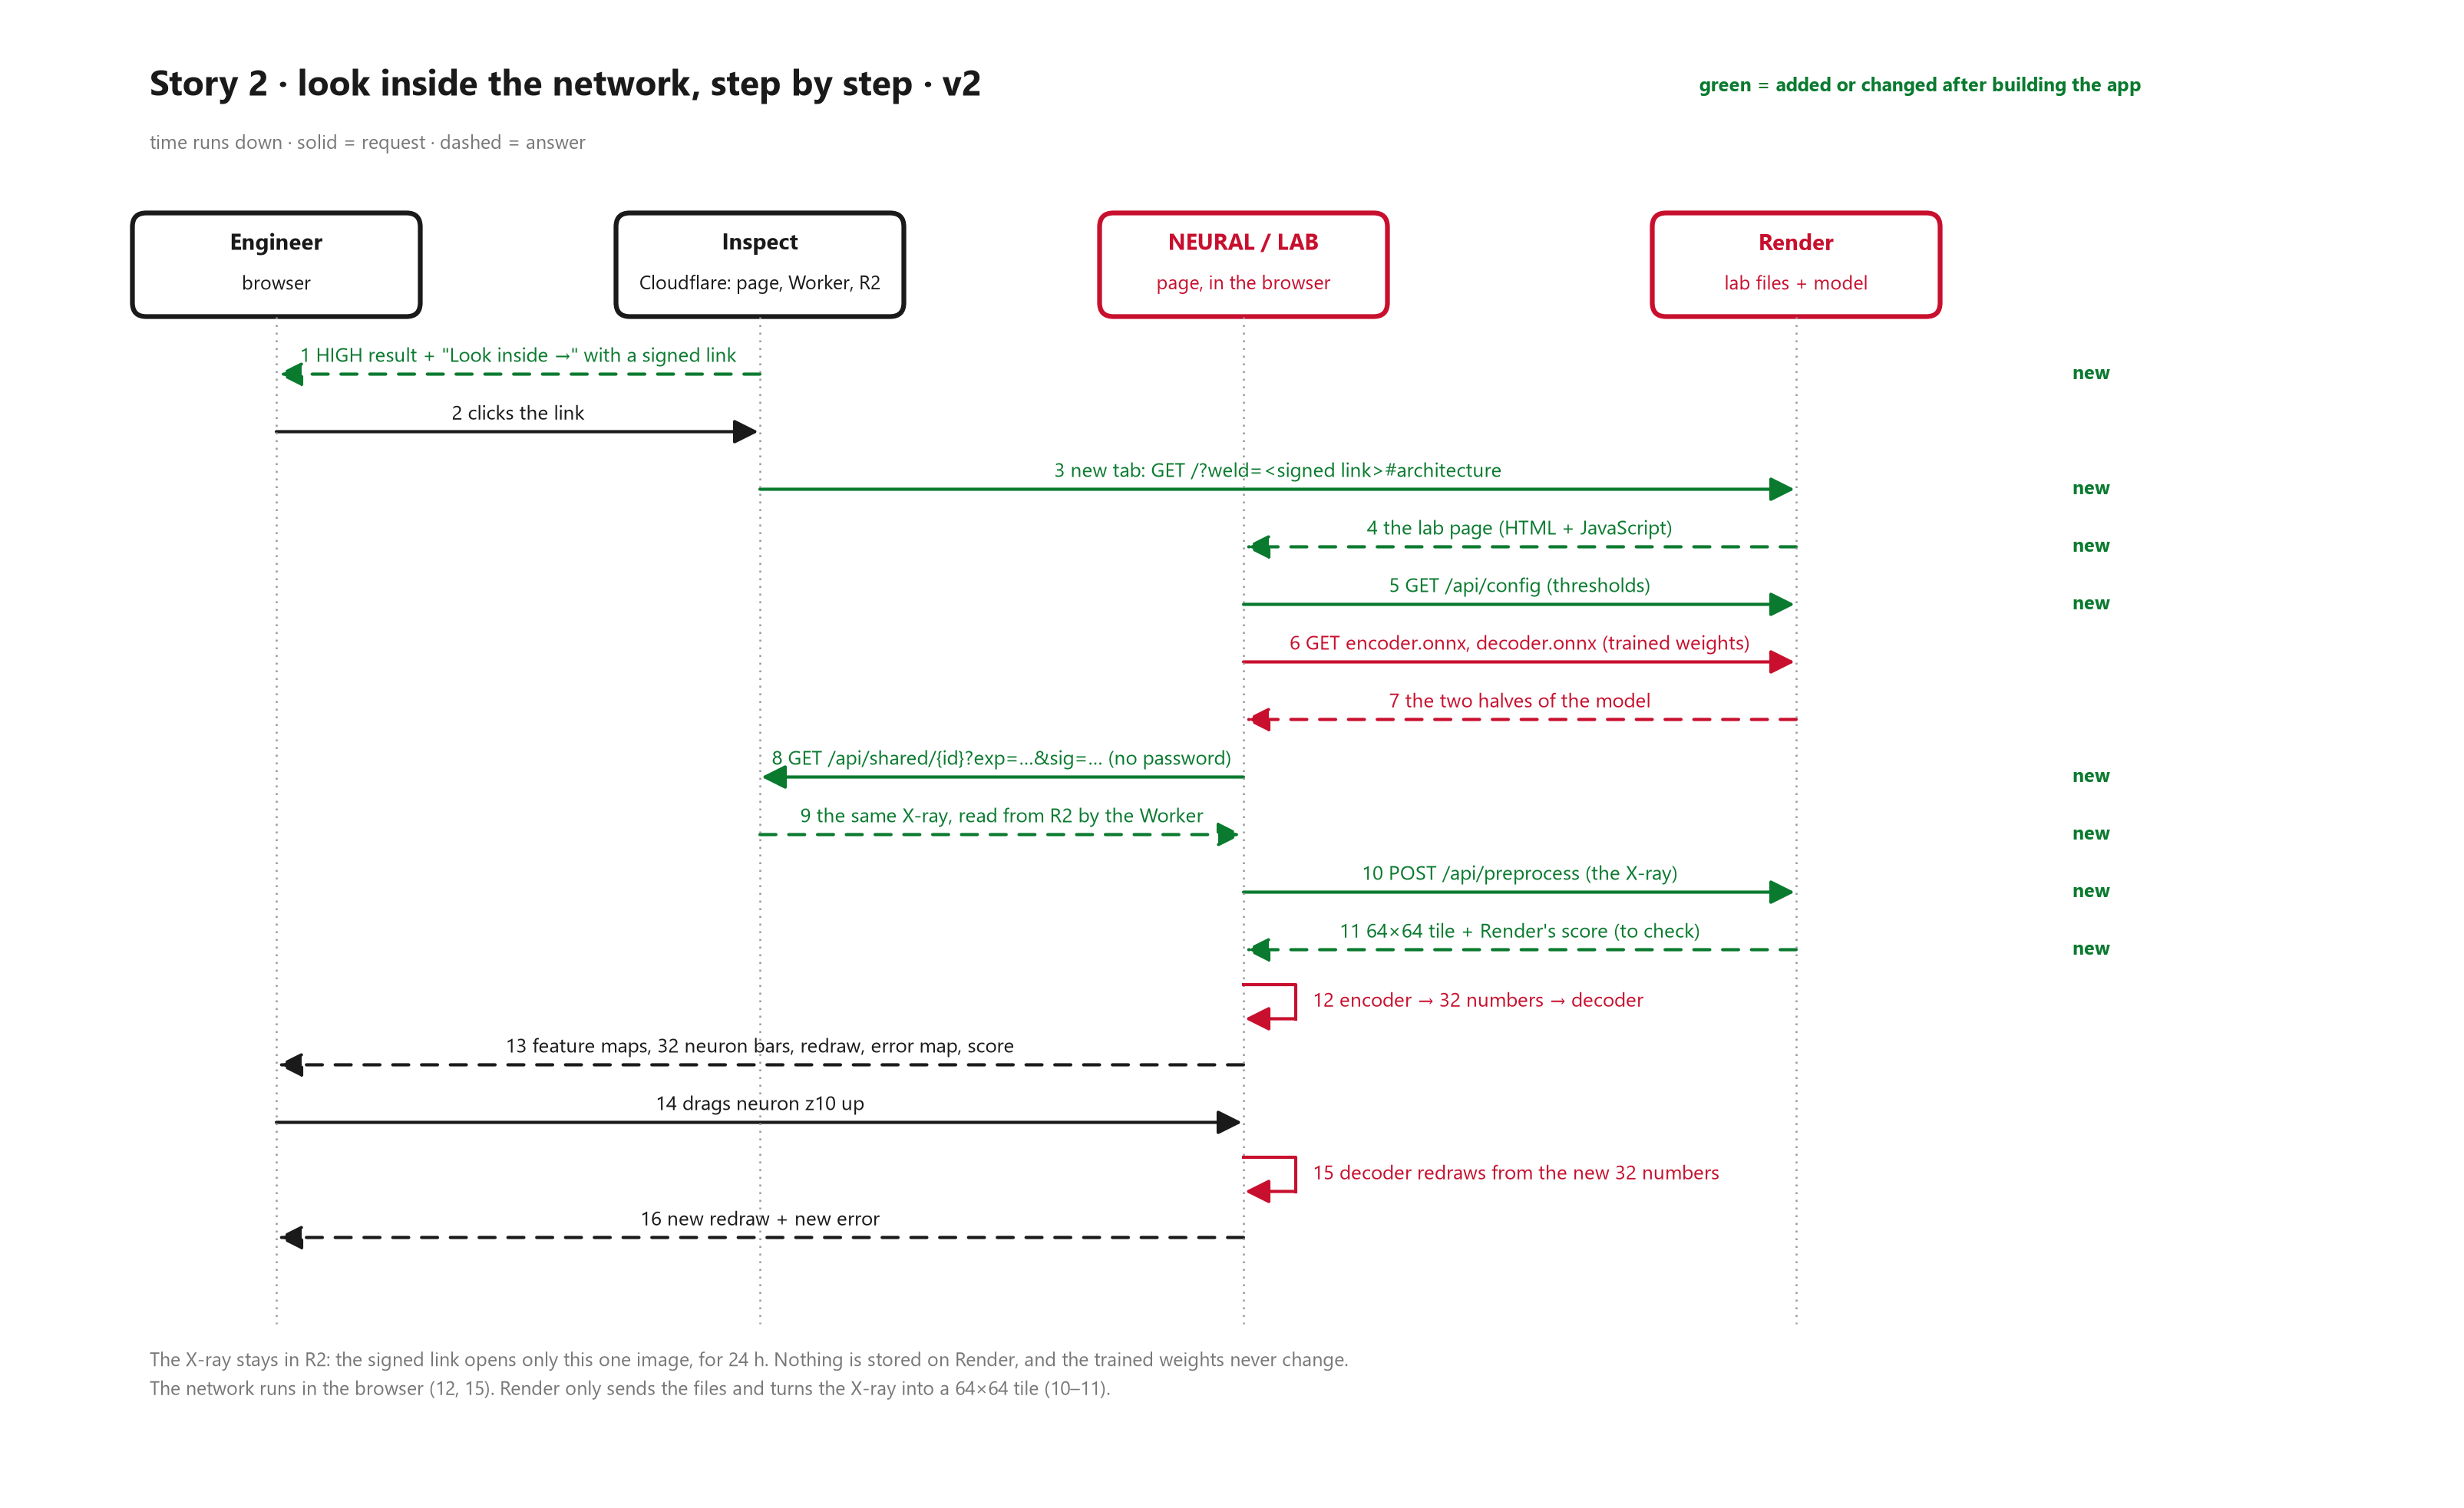 Story 2 · look inside the network, step by step · v2
green = added or changed after building the app
time runs down · solid = request · dashed = answer
Engineer
browser
Inspect
Cloudflare: page, Worker, R2
NEURAL / LAB
page, in the browser
Render
lab files + model
1 HIGH result + "Look inside →" with a signed link
new
2 clicks the link
3 new tab: GET /?weld=<signed link>#architecture
new
4 the lab page (HTML + JavaScript)
new
5 GET /api/config (thresholds)
new
6 GET encoder.onnx, decoder.onnx (trained weights)
7 the two halves of the model
8 GET /api/shared/{id}?exp=...&sig=... (no password)
new
9 the same X-ray, read from R2 by the Worker
new
10 POST /api/preprocess (the X-ray)
new
11 64×64 tile + Render's score (to check)
new
12 encoder → 32 numbers → decoder
13 feature maps, 32 neuron bars, redraw, error map, score
14 drags neuron z10 up
15 decoder redraws from the new 32 numbers
16 new redraw + new error
The X-ray stays in R2: the signed link opens only this one image, for 24 h. Nothing is stored on Render, and the trained weights never change.
The network runs in the browser (12, 15). Render only sends the files and turns the X-ray into a 64×64 tile (10–11).